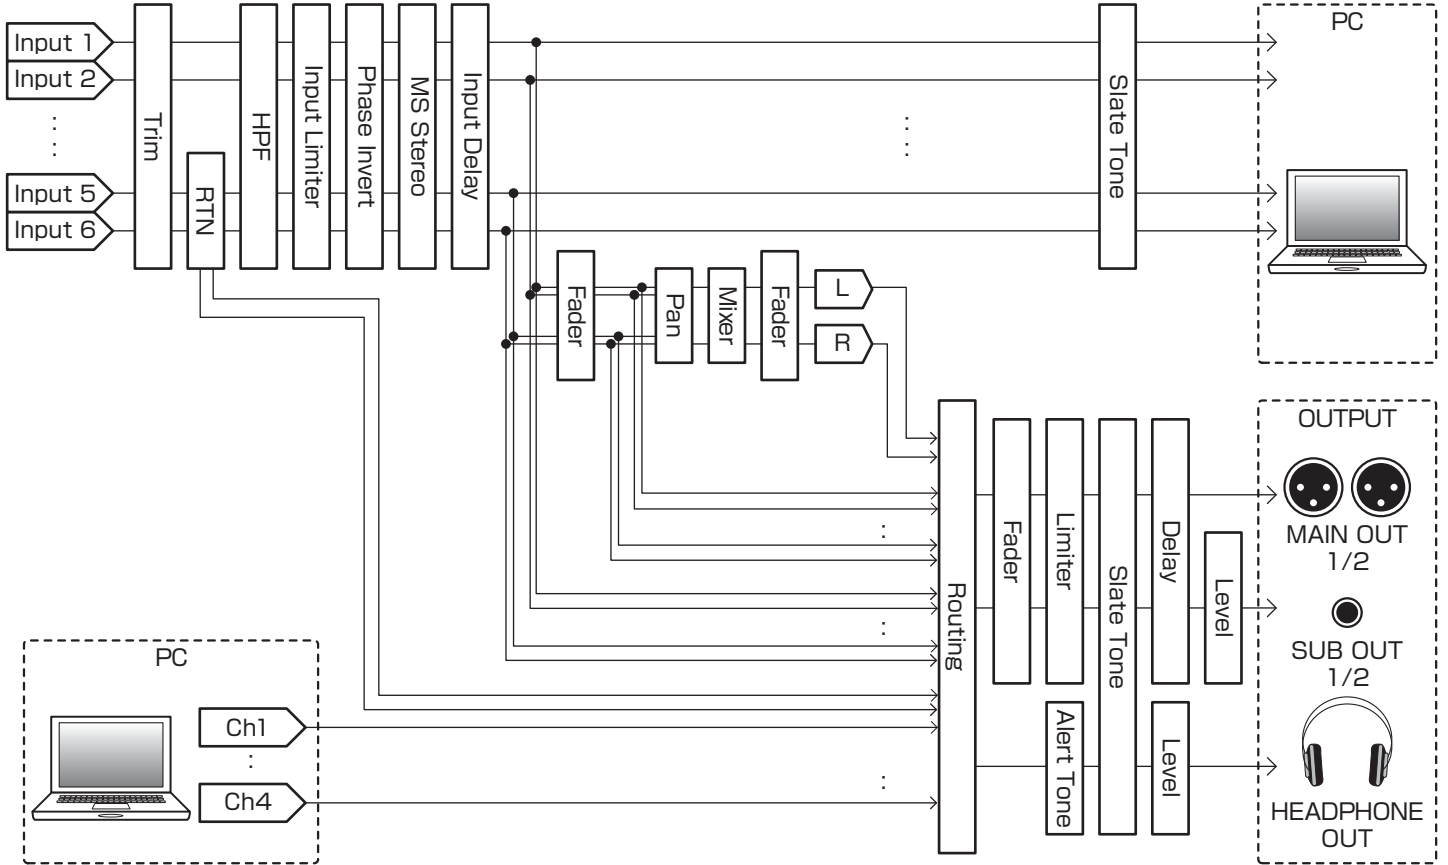 Input 1
Input 2
Input 5
Input 6
Trim
RTN
HPF
Input Limiter
Phase Invert
MS Stereo
Input Delay
Slate Tone
PC
Fader
Pan
Mixer
Fader
L
R
Routing
Fader
Limiter
Alert Tone
Slate Tone
Delay
Level
Level
OUTPUT
MAIN OUT
1/2
SUB OUT
1/2
HEADPHONE
OUT
PC
Ch1
Ch4